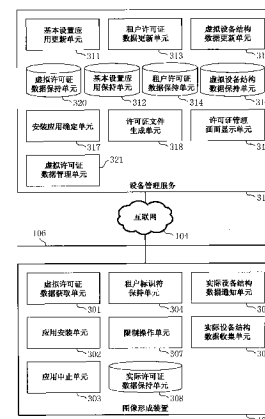 基本设置应
用更新单元
311
租户许可证
数据更新单元
313
虚拟设备结构
数据更新单元
虚拟许可证
数据保持单元
320
基本设置应
用保持单元
312
租户许可证
数据保持单元
314
虚拟设备结构
数据保持单元
安装应用确定单元
317
许可证文件
生成单元
318
许可证管理
画面显示单元
虚拟许可证
数据管理单元
321
设备管理服务
互联网
104
106
虚拟许可证
数据获取单元
301
租户标识符
保持单元
304
实际设备结构
数据通知单元
应用安装单元
302
限制操作单元
307
实际设备结构
数据收集单元
应用中止单元
303
实际许可证
数据保持单元
308
图像形成装置